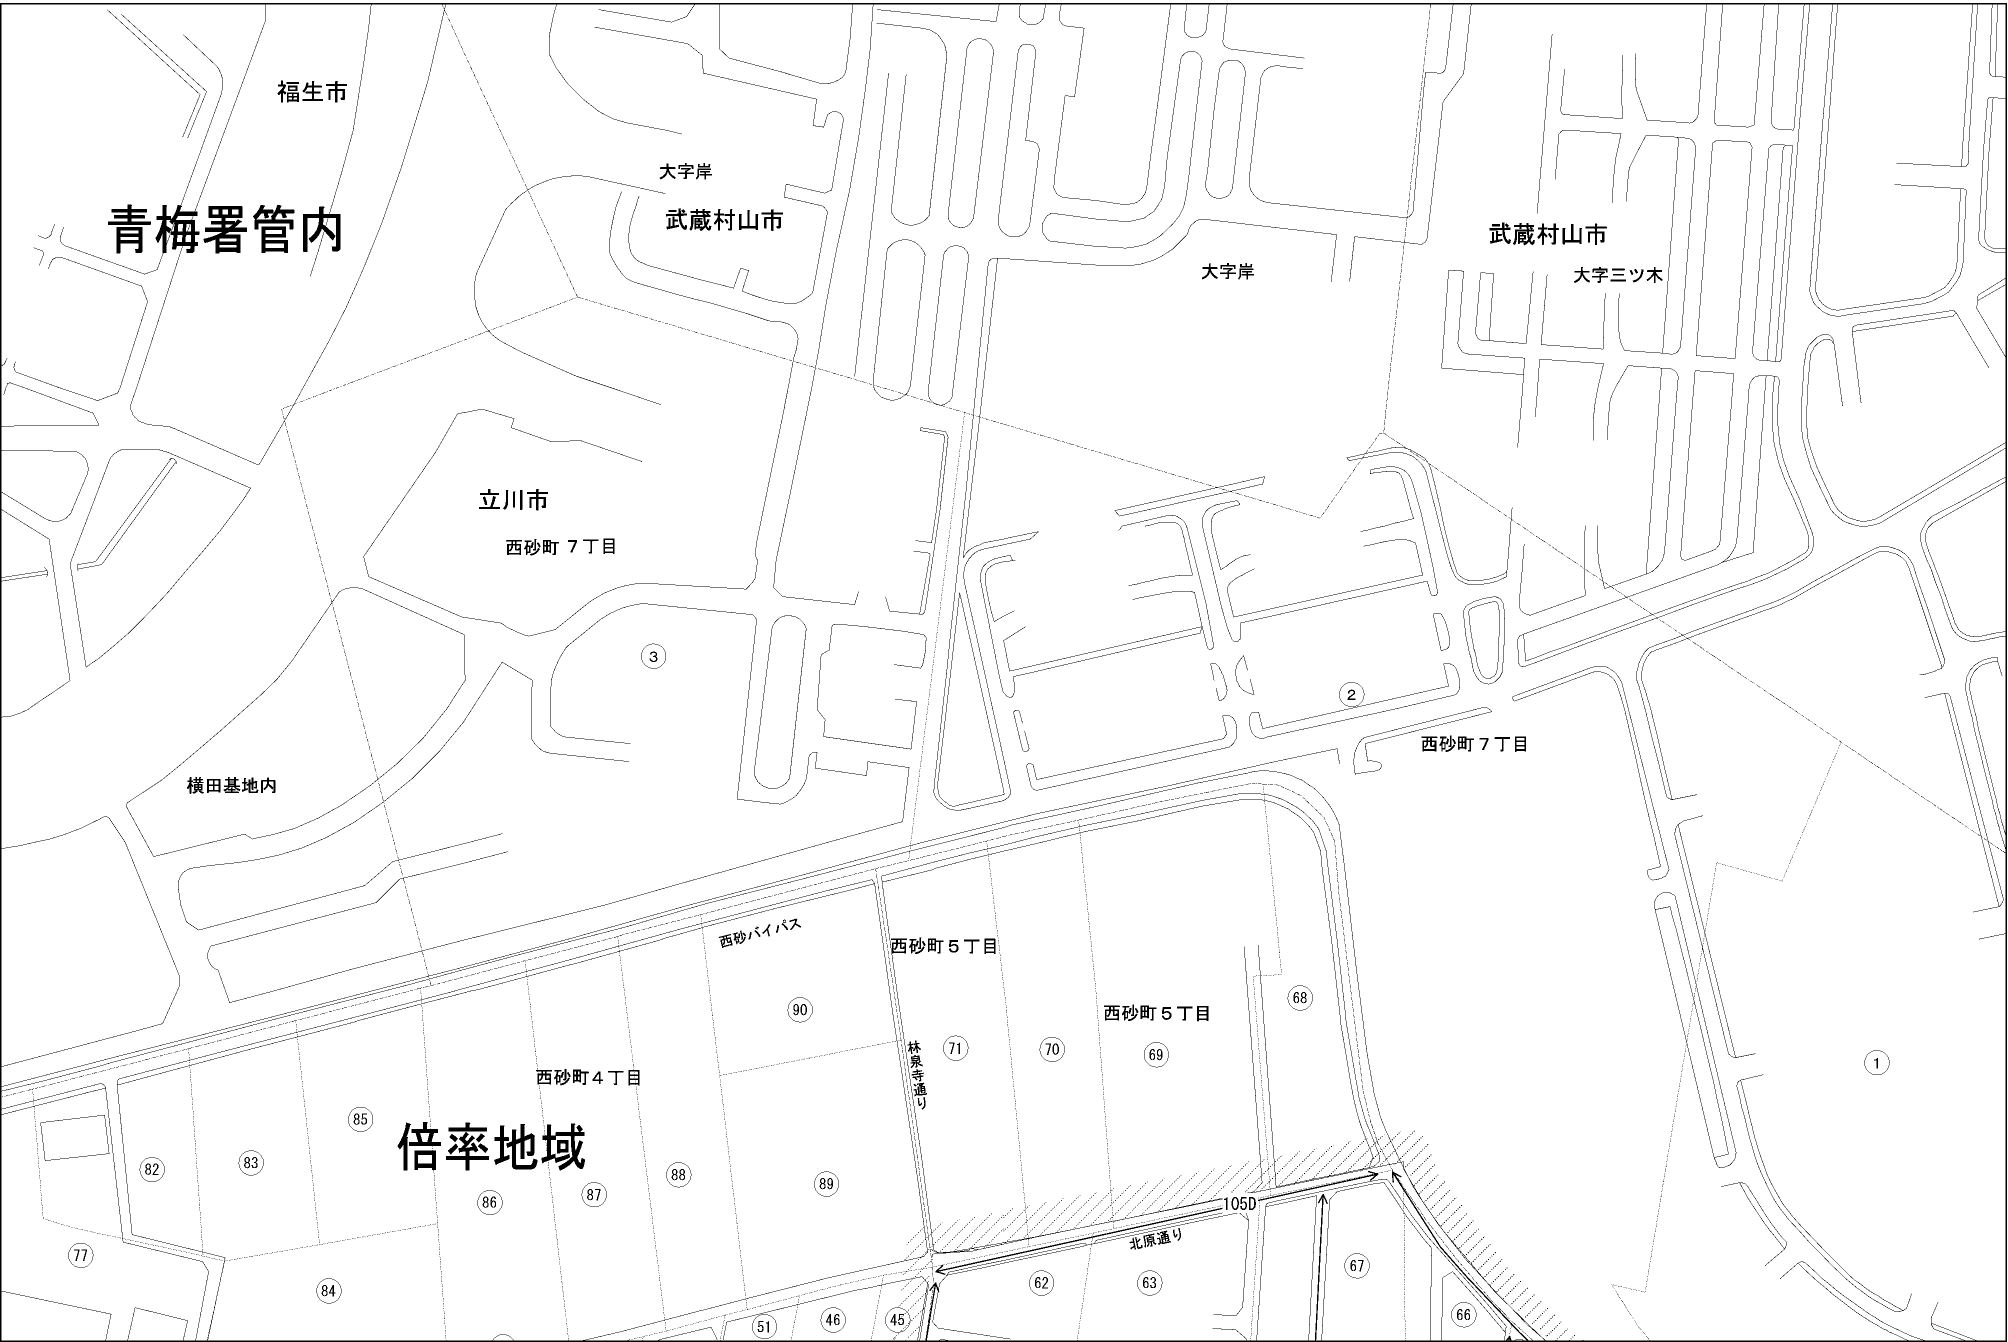 福生市
大字岸
武蔵村山市
青梅署管内
武蔵村山市
大字岸
大字三ツ木
立川市
西砂町 7丁目
3
2
西砂町7丁目
横田基地内
西砂バイパス
西砂町5丁目
68
90
西砂町5丁目
71
70
69
林泉寺通り
1
西砂町4丁目
85
倍率地域
82
83
88
89
87
86
105D
北原通り
77
67
62
63
84
66
46
45
51